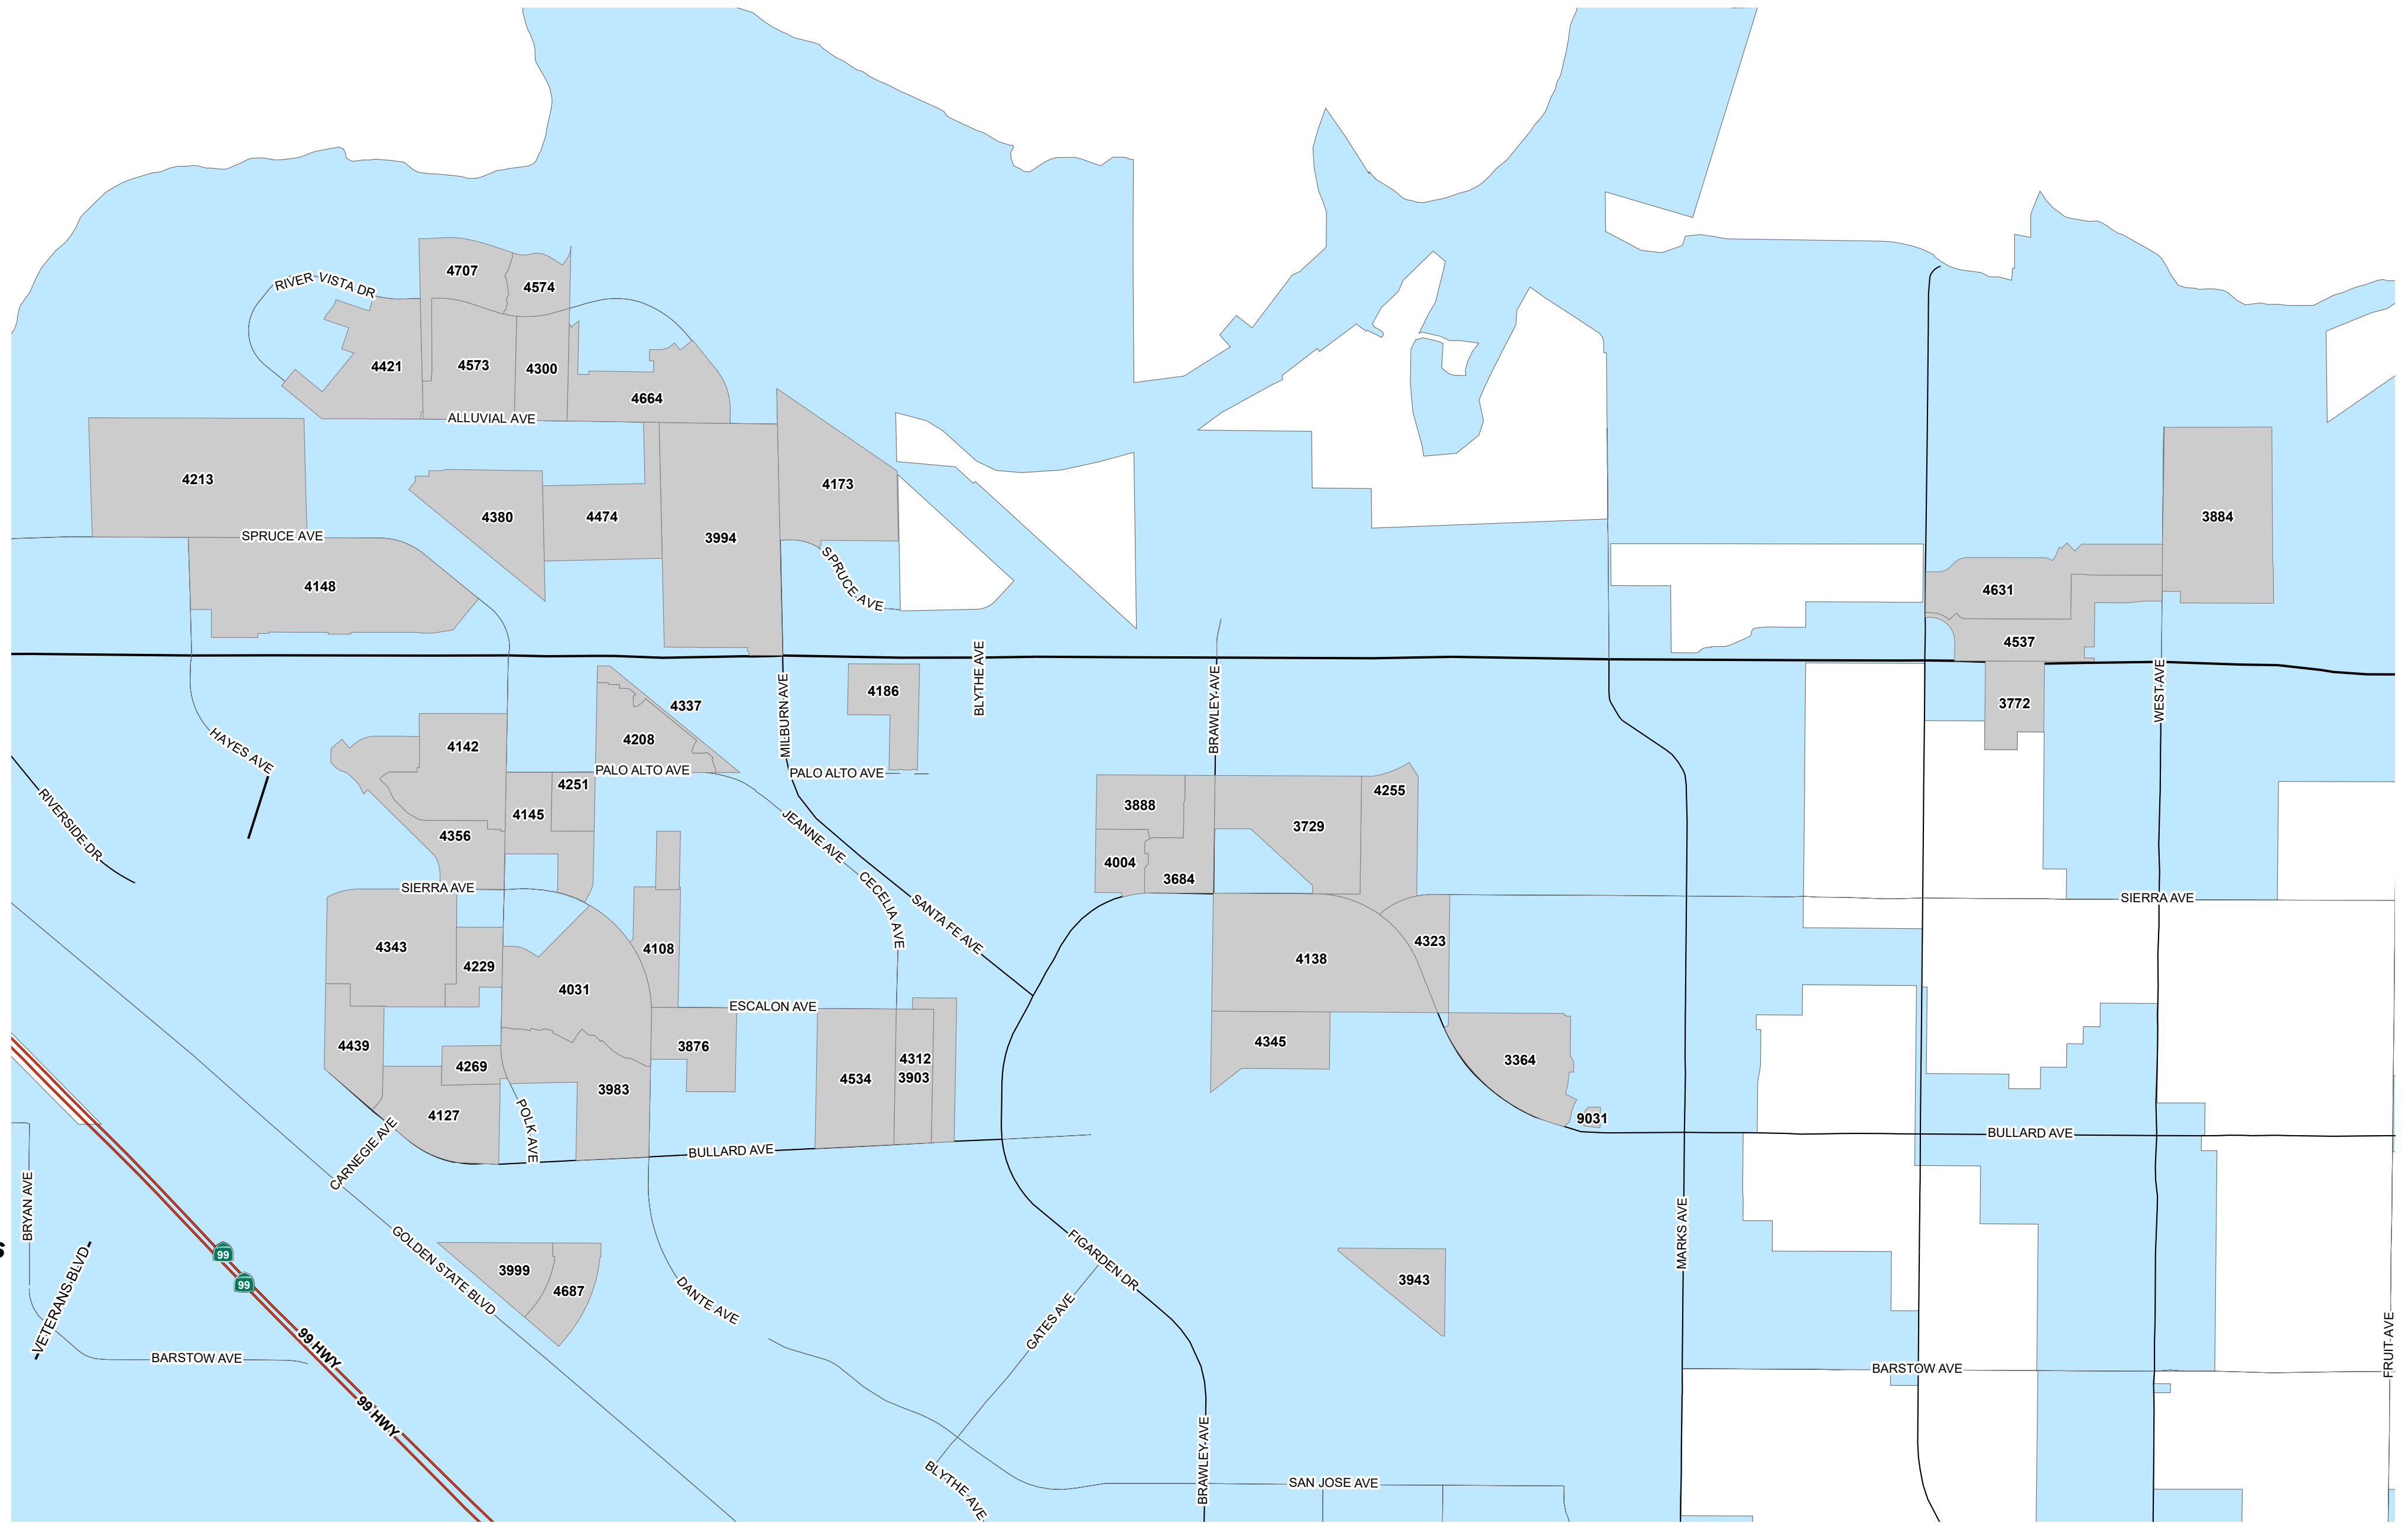 4707
4574
RIVER VISTA DR
4421
4573
4300
4664
ALLUVIAL AVE
4213
4380
4474
3994
4173
3884
SPRUCE AVE
SPRUCE AVE
4148
4631
4537
HAYES AVE
4337
4208
MILBURN AVE
4186
BLYTHE AVE
BRAWLEY AVE
3772
WEST AVE
4142
PALO ALTO AVE
PALO ALTO AVE
4251
4145
4356
RIVERSIDE DR
JEANNE AVE
CECELIA AVE
SANTA FE AVE
3888
4004
3684
3729
4255
SIERRA AVE
SIERRA AVE
4343
4229
4031
4108
4138
4323
ESCALON AVE
4439
4269
4127
3983
3876
4534
4312
3903
4345
3364
9031
CARNEGIE AVE
POLK AVE
BULLARD AVE
BULLARD AVE
BRYAN AVE
VETERANS BLVD
99
99
GOLDEN STATE BLVD
3999
4687
DANTE AVE
FIGARDEN DR
GATES AVE
3943
MARKS AVE
FRUIT AVE
BARSTOW AVE
BARSTOW AVE
99 HWY
99 HWY
BLYTHE AVE
BRAWLEY AVE
SAN JOSE AVE